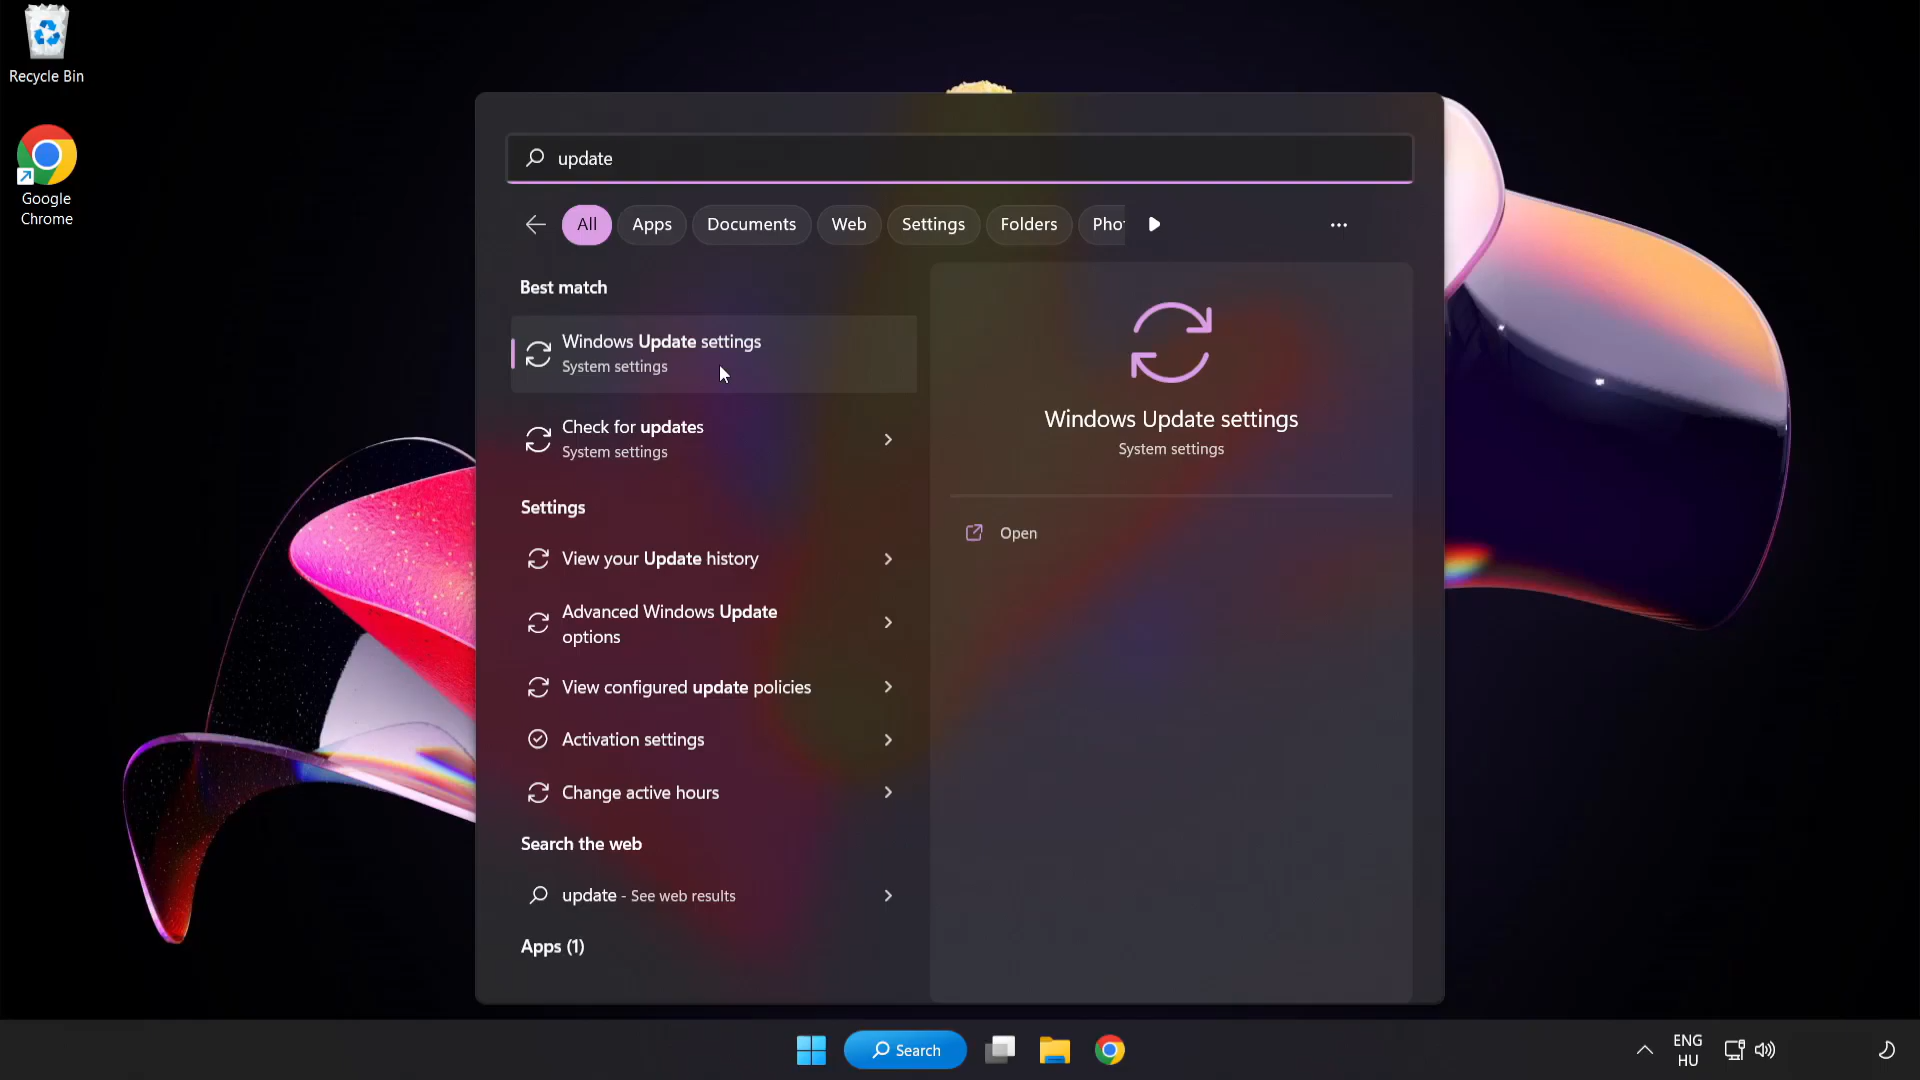 Recycle Bin
Google
Chrome
update
All
Apps
Documents
Web
Settings
Folders
Best match
Windows Update settings
System settings
Check for updates
System settings
Settings
View your Update history
Advanced Windows Update
options
View configured update policies
Activation settings
Change active hours
Search the web
update - See web results
Apps (1)
Windows Update settings
System settings
Open
Search
ENG
HU